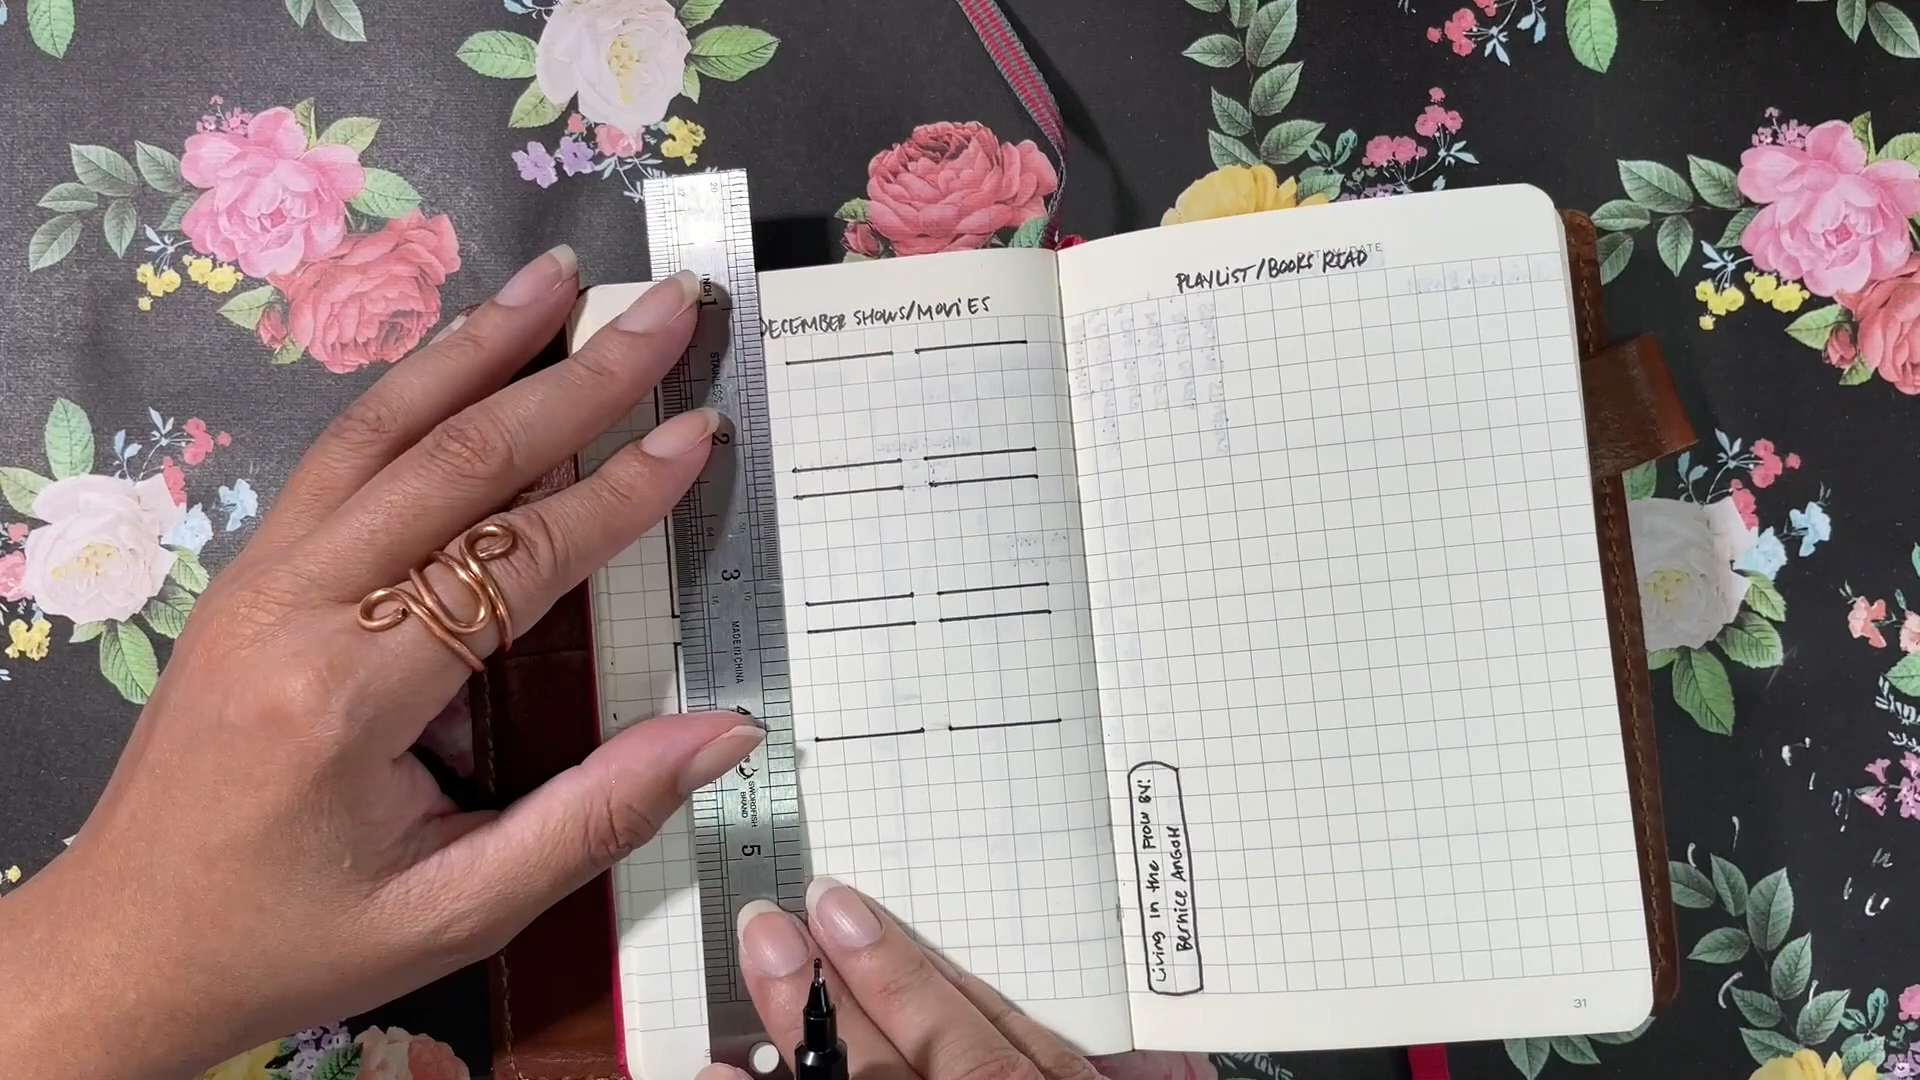 DECEMBER SHOWS/MOVIES
PLAYLIST/BOOKS READ
Living in the Flow By:
Bernice Angoh
31
INCH
1
STAINLESS
2
3
MADE IN CHINA
4
SWORDFISH
BRAND
5